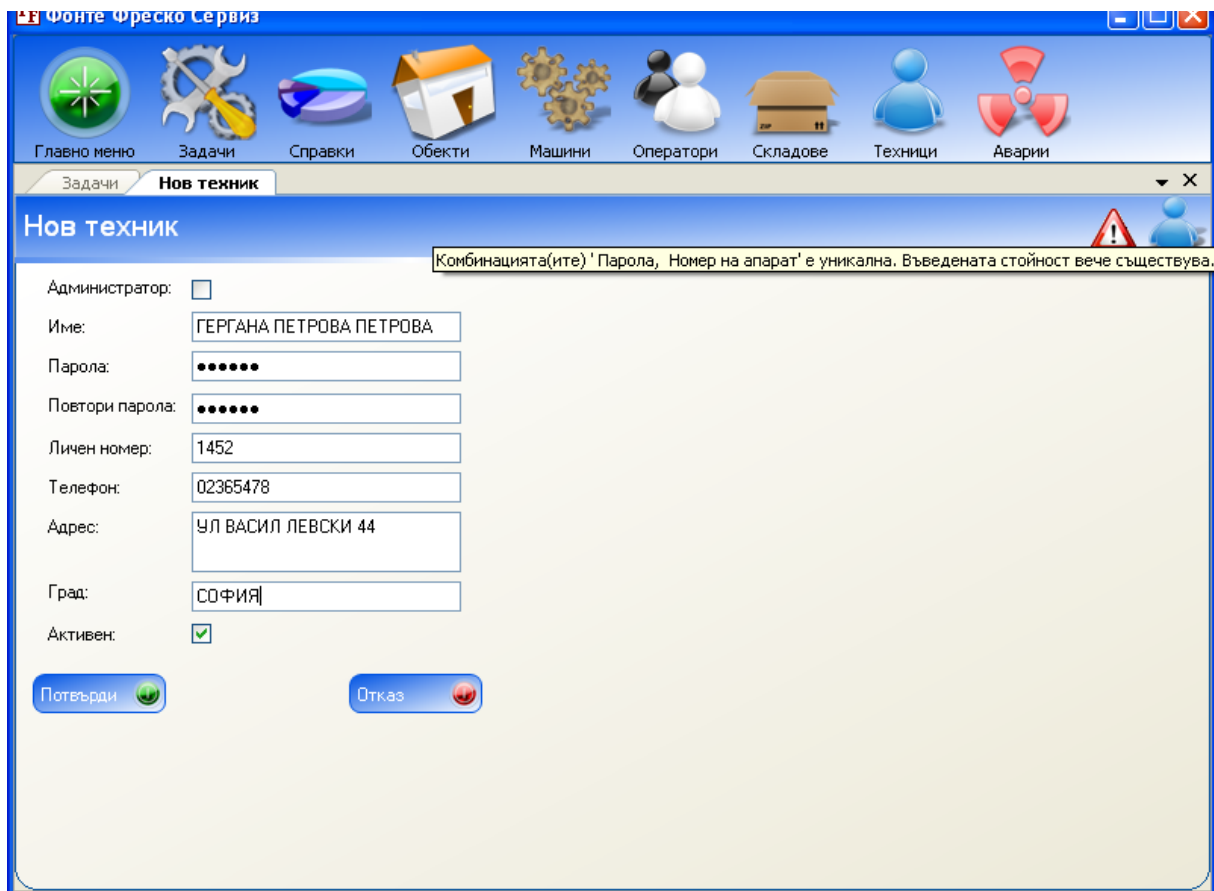 Фонте Фреско Сервиз
Главно меню Задачи Справки Обекти Машини Оператори Складове Техници Аварии
Задачи Нов техник
Нов техник
Комбинацията(ите) ' Парола, Номер на апарат' е уникална. Въведената стойност вече съществува.
Администратор:
Име: ГЕРГАНА ПЕТРОВА ПЕТРОВА
Парола: ••••••
Повтори парола: ••••••
Личен номер: 1452
Телефон: 02365478
Адрес: УЛ ВАСИЛ ЛЕВСКИ 44
Град: СОФИЯ
Активен:
Потвърди Отказ